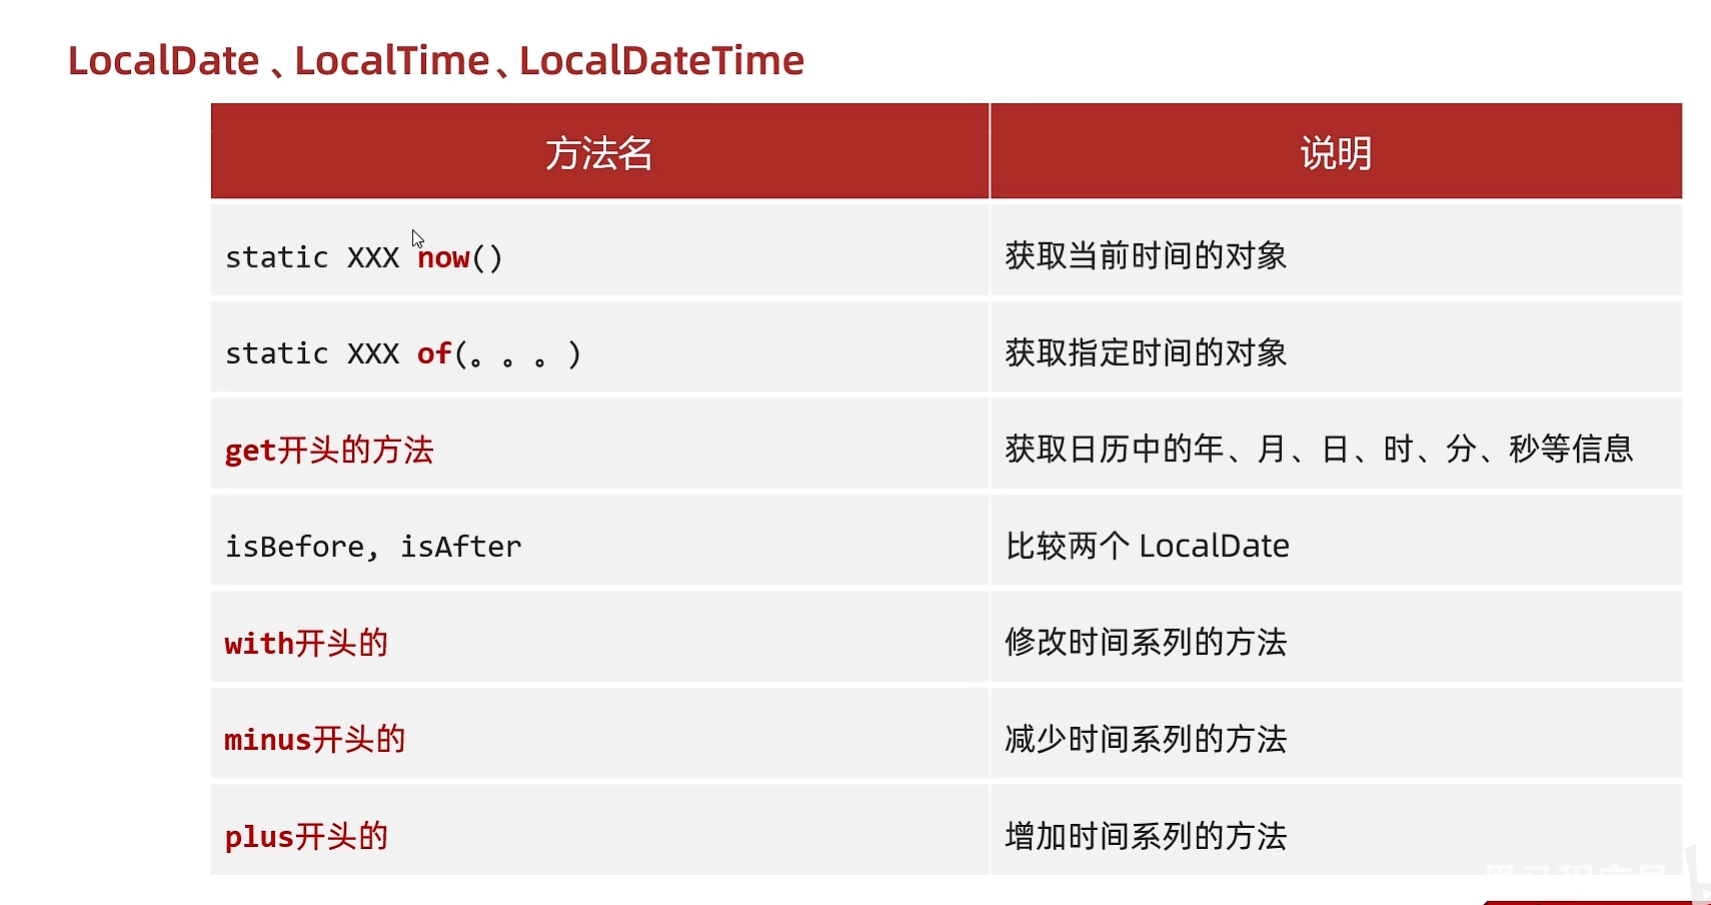 LocalDate 、LocalTime、LocalDateTime
方法名 说明
static XXX now() 获取当前时间的对象
static XXX of(。。。) 获取指定时间的对象
get开头的方法 获取日历中的年、月、日、时、分、秒等信息
isBefore, isAfter 比较两个 LocalDate
with开头的 修改时间系列的方法
minus开头的 减少时间系列的方法
plus开头的 增加时间系列的方法